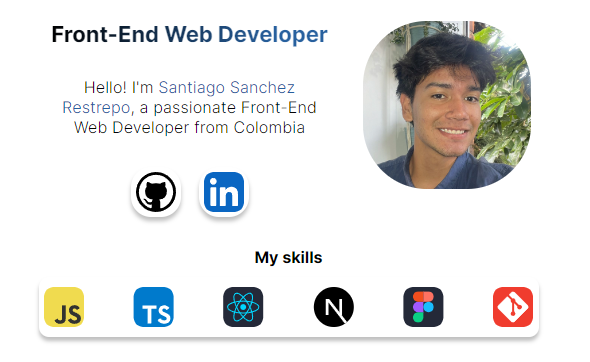 Front-End Web Developer
Hello! I'm Santiago Sanchez
Restrepo, a passionate Front-End
Web Developer from Colombia
in
My skills
JS
TS
N